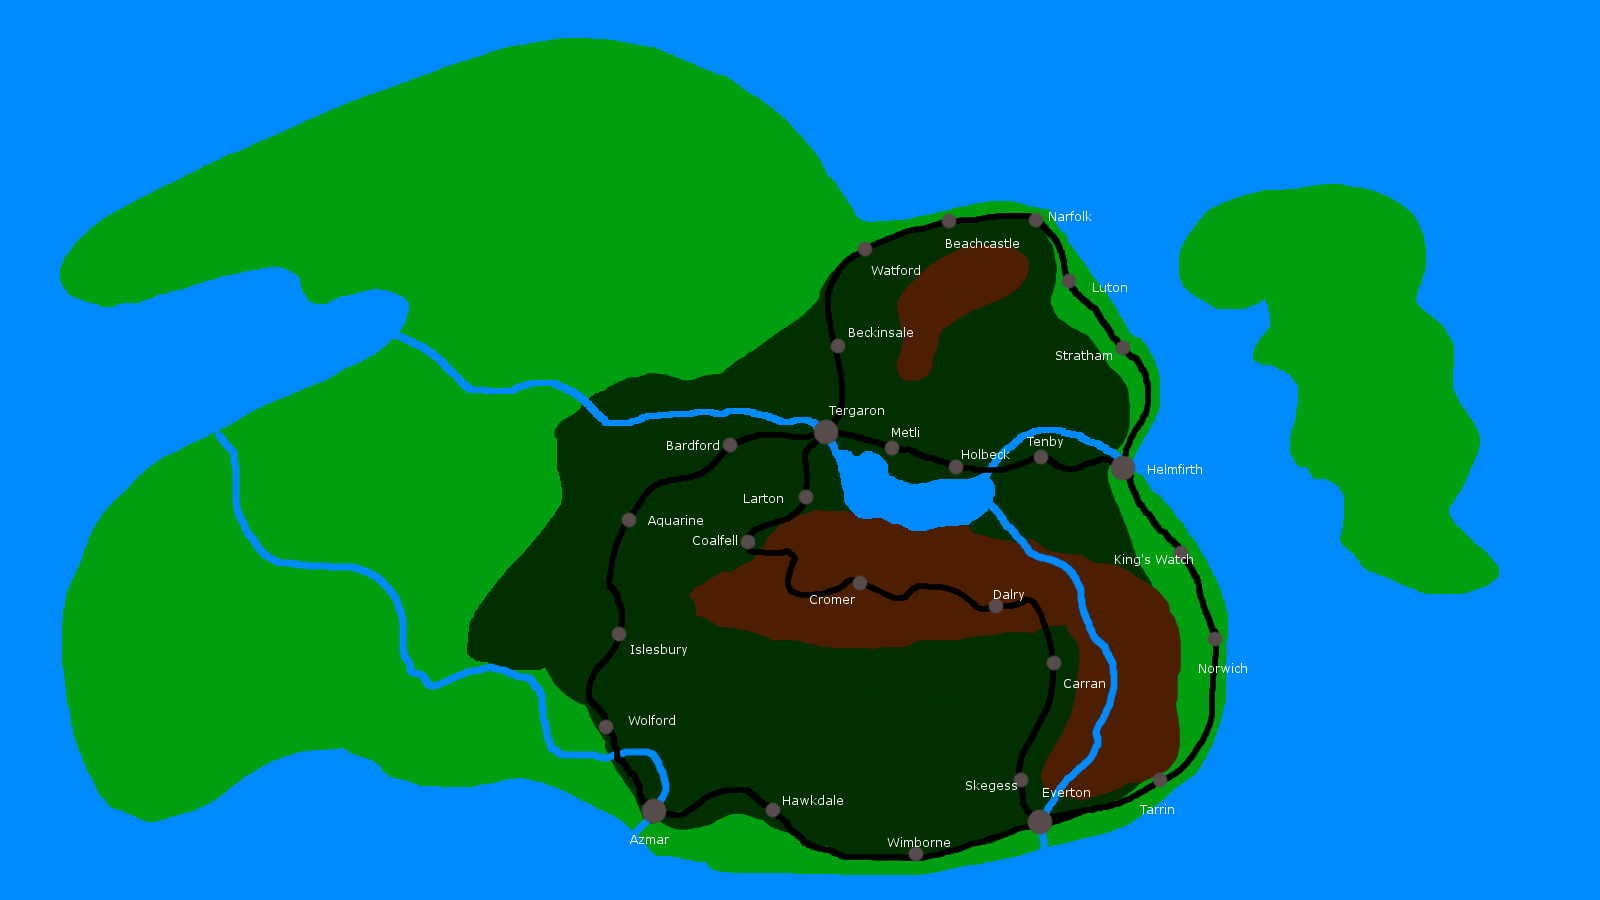 Narfolk
Beachcastle
Watford
Luton
Beckinsale
Stratham
Tergaron
Metli
Tenby
Bardford
Holbeck
Helmfirth
Larton
Aquarine
Coalfell
King's Watch
Dalry
Cromer
Islesbury
Norwich
Carran
Wolford
Skegess
Everton
Hawkdale
Tarrin
Azmar
Wimborne